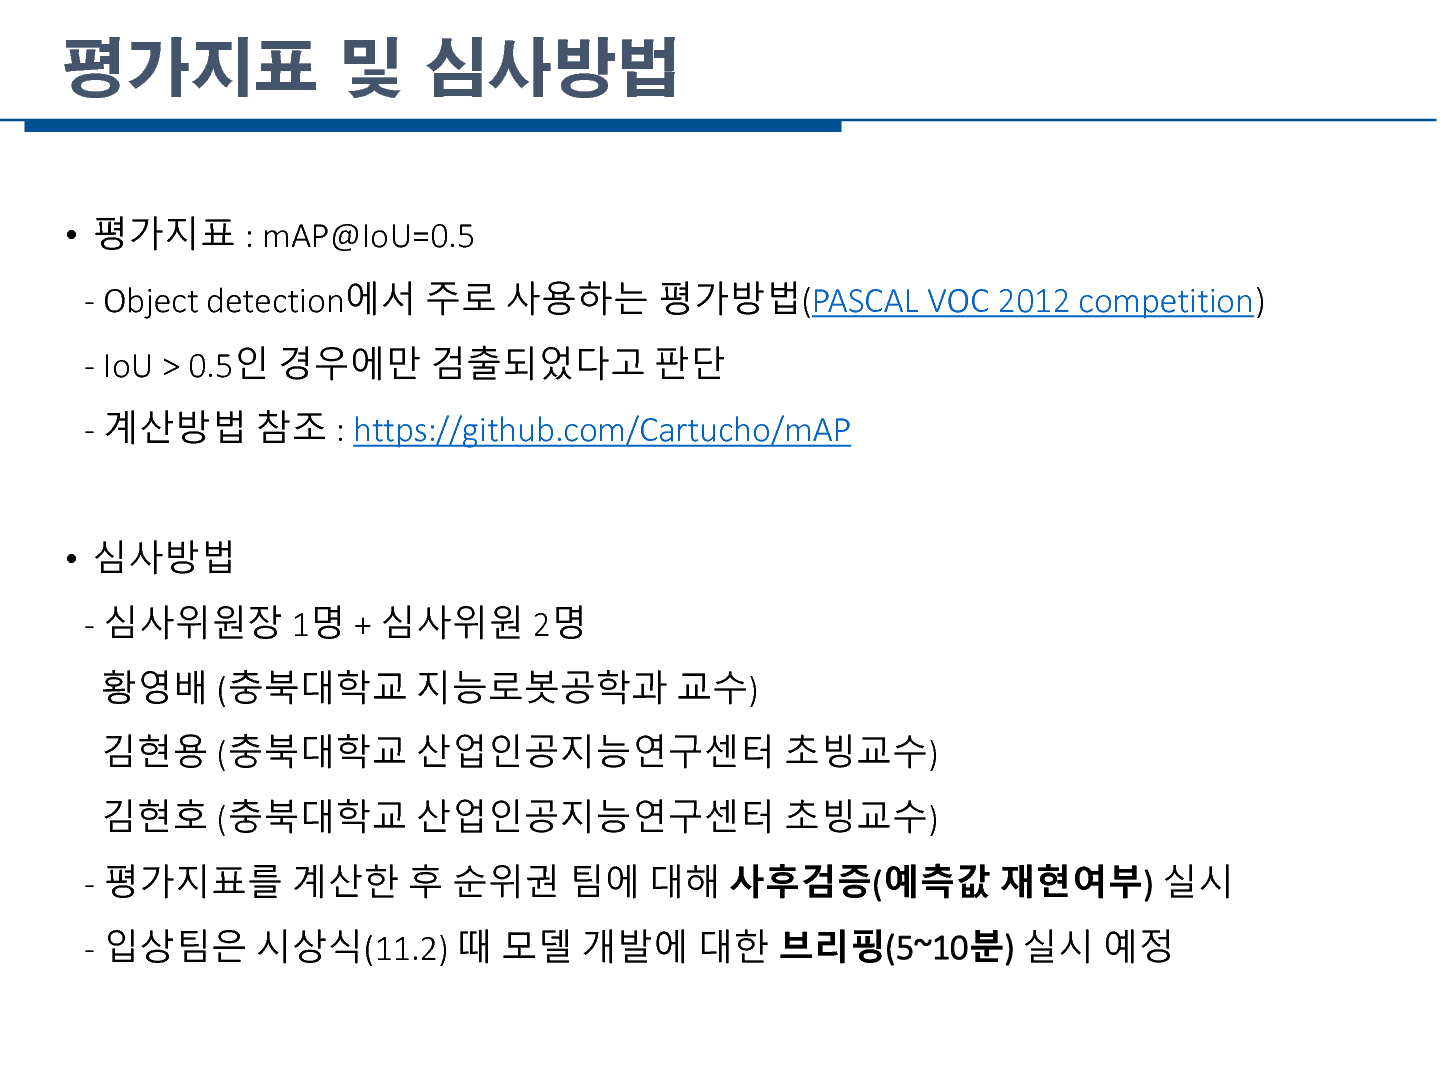 평가지표 및 심사방법
• 평가지표 : mAP@IoU=0.5
- Object detection에서 주로 사용하는 평가방법(PASCAL VOC 2012 competition)
- IoU > 0.5인 경우에만 검출되었다고 판단
- 계산방법 참조 : https://github.com/Cartucho/mAP
• 심사방법
- 심사위원장 1명 + 심사위원 2명
황영배 (충북대학교 지능로봇공학과 교수)
김현용 (충북대학교 산업인공지능연구센터 초빙교수)
김현호 (충북대학교 산업인공지능연구센터 초빙교수)
- 평가지표를 계산한 후 순위권 팀에 대해 사후검증(예측값 재현여부) 실시
- 입상팀은 시상식(11.2) 때 모델 개발에 대한 브리핑(5~10분) 실시 예정